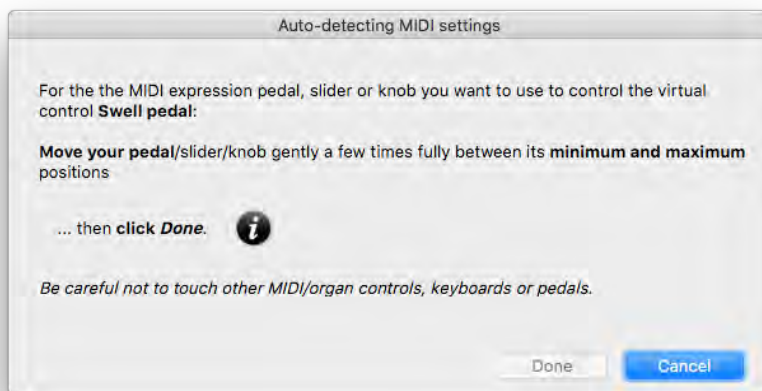 Auto-detecting MIDI settings
For the the MIDI expression pedal, slider or knob you want to use to control the virtual
control Swell pedal:
Move your pedal/slider/knob gently a few times fully between its minimum and maximum
positions
... then click Done.
i
Be careful not to touch other MIDI/organ controls, keyboards or pedals.
Done Cancel